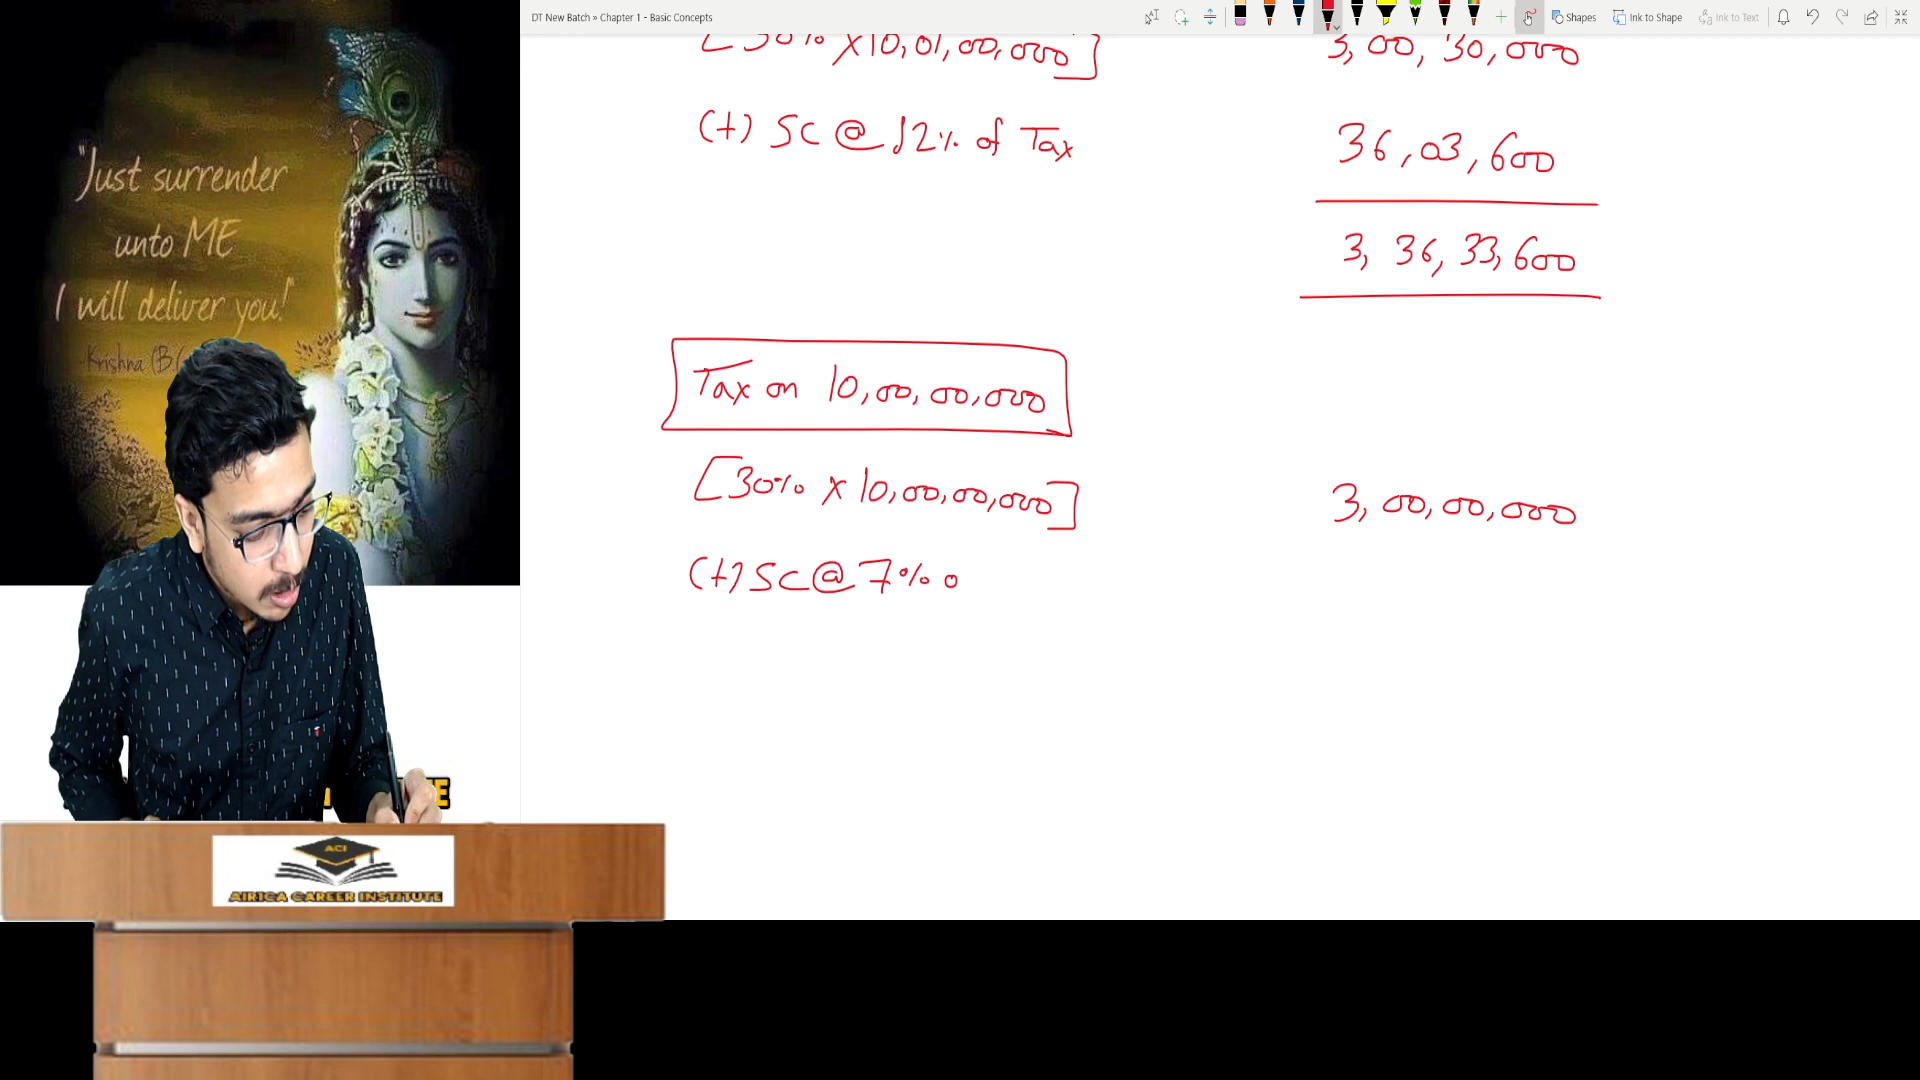 DT New Batch » Chapter 1 - Basic Concepts
Shapes
Ink to Shape
Ink to Text
[30% x 10,01,00,000] 3,00,30,000
(+) SC @ 12% of Tax 36,03,600
3,36,33,600
Tax on 10,00,00,000
[30% x 10,00,00,000] 3,00,00,000
(+) SC @ 7% o
"Just surrender
unto ME
I will deliver you!"
-Krishna (B.
E
ACI
AIRICA CAREER INSTITUTE